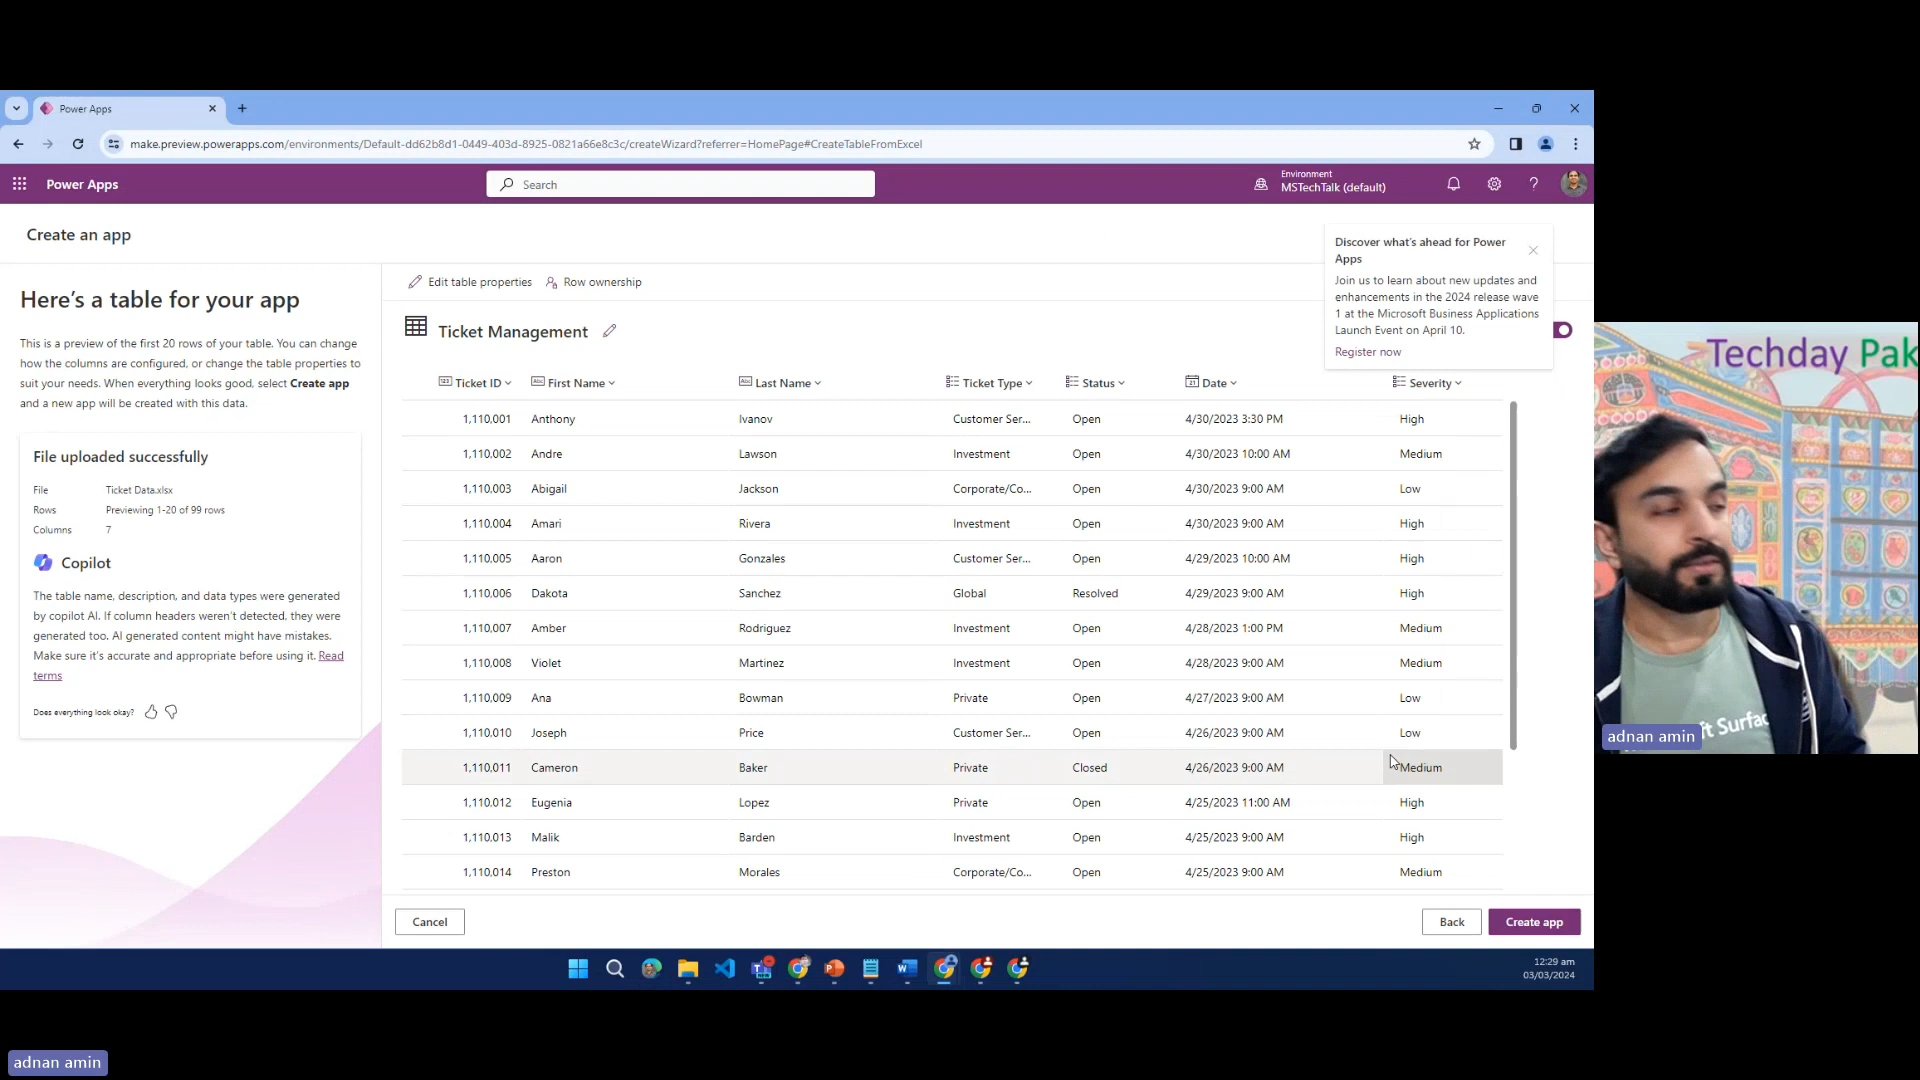 Power Apps
make.preview.powerapps.com/environments/Default-dd62b8d1-0449-403d-8925-0821a66e8c3c/createWizard?referrer=HomePage#CreateTableFromExcel
Power Apps
Search
Environment
MSTechTalk (default)
Create an app
Discover what's ahead for Power
Apps
Join us to learn about new updates and
enhancements in the 2024 release wave
1 at the Microsoft Business Applications
Launch Event on April 10.
Register now
Here's a table for your app
This is a preview of the first 20 rows of your table. You can change
how the columns are configured, or change the table properties to
suit your needs. When everything looks good, select Create app
and a new app will be created with this data.
File uploaded successfully
File Ticket Data.xlsx
Rows Previewing 1-20 of 99 rows
Columns 7
Copilot
The table name, description, and data types were generated
by copilot AI. If column headers weren't detected, they were
generated too. AI generated content might have mistakes.
Make sure it's accurate and appropriate before using it. Read
terms
Does everything look okay?
Edit table properties Row ownership
Ticket Management
Ticket ID First Name Last Name Ticket Type Status Date Severity
1,110,001 Anthony Ivanov Customer Ser... Open 4/30/2023 3:30 PM High
1,110,002 Andre Lawson Investment Open 4/30/2023 10:00 AM Medium
1,110,003 Abigail Jackson Corporate/Co... Open 4/30/2023 9:00 AM Low
1,110,004 Amari Rivera Investment Open 4/30/2023 9:00 AM High
1,110,005 Aaron Gonzales Customer Ser... Open 4/29/2023 10:00 AM High
1,110,006 Dakota Sanchez Global Resolved 4/29/2023 9:00 AM High
1,110,007 Amber Rodriguez Investment Open 4/28/2023 1:00 PM Medium
1,110,008 Violet Martinez Investment Open 4/28/2023 9:00 AM Medium
1,110,009 Ana Bowman Private Open 4/27/2023 9:00 AM Low
1,110,010 Joseph Price Customer Ser... Open 4/26/2023 9:00 AM Low
1,110,011 Cameron Baker Private Closed 4/26/2023 9:00 AM Medium
1,110,012 Eugenia Lopez Private Open 4/25/2023 11:00 AM High
1,110,013 Malik Barden Investment Open 4/25/2023 9:00 AM High
1,110,014 Preston Morales Corporate/Co... Open 4/25/2023 9:00 AM Medium
Cancel Back Create app
12:29 am
03/03/2024
Techday Pak
ft Surfac
adnan amin
adnan amin